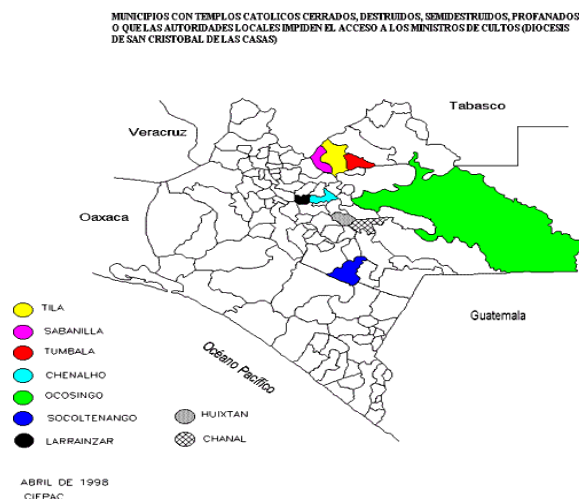 MUNICIPIOS CON TEMPLOS CATOLICOS CERRADOS, DESTRUIDOS, SEMIDESTRUIDOS, PROFANADOS
O QUE LAS AUTORIDADES LOCALES IMPIDEN EL ACCESO A LOS MINISTROS DE CULTOS (DIOCESIS
DE SAN CRISTOBAL DE LAS CASAS)
Tabasco
Veracruz
Oaxaca
Guatemala
Océano Pacífico
TILA
SABANILLA
TUMBALA
CHENALHO
OCOSINGO
SOCOLTENANGO
LARRAINZAR
HUIXTAN
CHANAL
ABRIL DE 1998
CIEPAC